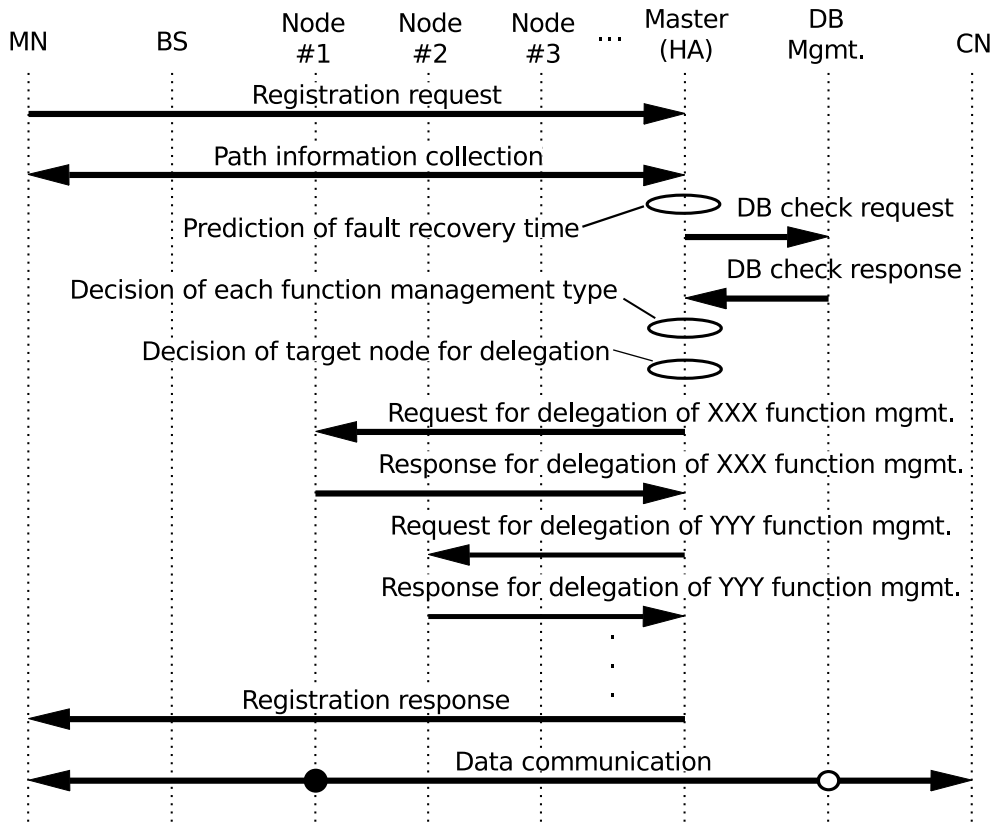 MN BS Node #1 Node #2 Node #3 ... Master (HA) DB Mgmt. CN
Registration request
Path information collection
Prediction of fault recovery time
DB check request
DB check response
Decision of each function management type
Decision of target node for delegation
Request for delegation of XXX function mgmt.
Response for delegation of XXX function mgmt.
Request for delegation of YYY function mgmt.
Response for delegation of YYY function mgmt.
.
.
.
Registration response
Data communication